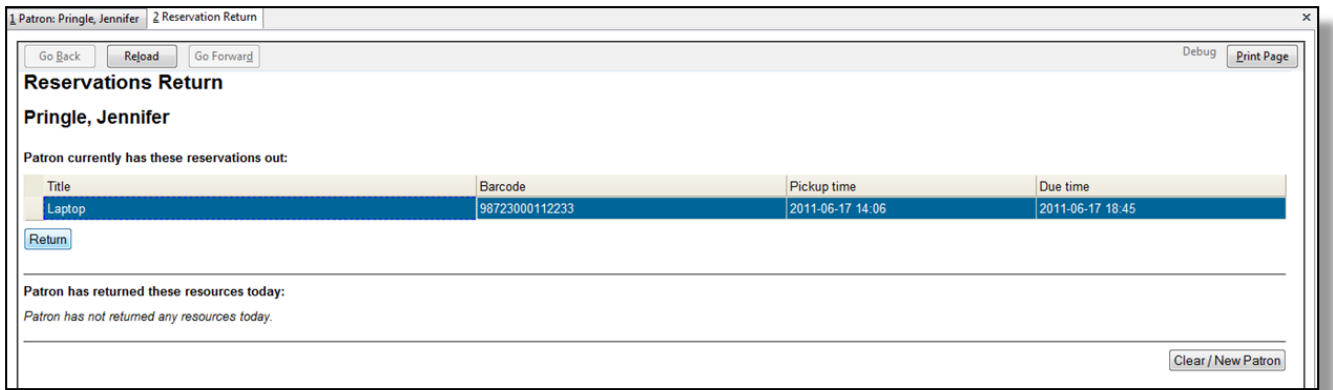 1 Patron: Pringle, Jennifer 2 Reservation Return
Go Back Reload Go Forward Debug Print Page
Reservations Return
Pringle, Jennifer
Patron currently has these reservations out:
Title Barcode Pickup time Due time
Laptop 98723000112233 2011-06-17 14:06 2011-06-17 18:45
Return
Patron has returned these resources today:
Patron has not returned any resources today.
Clear / New Patron